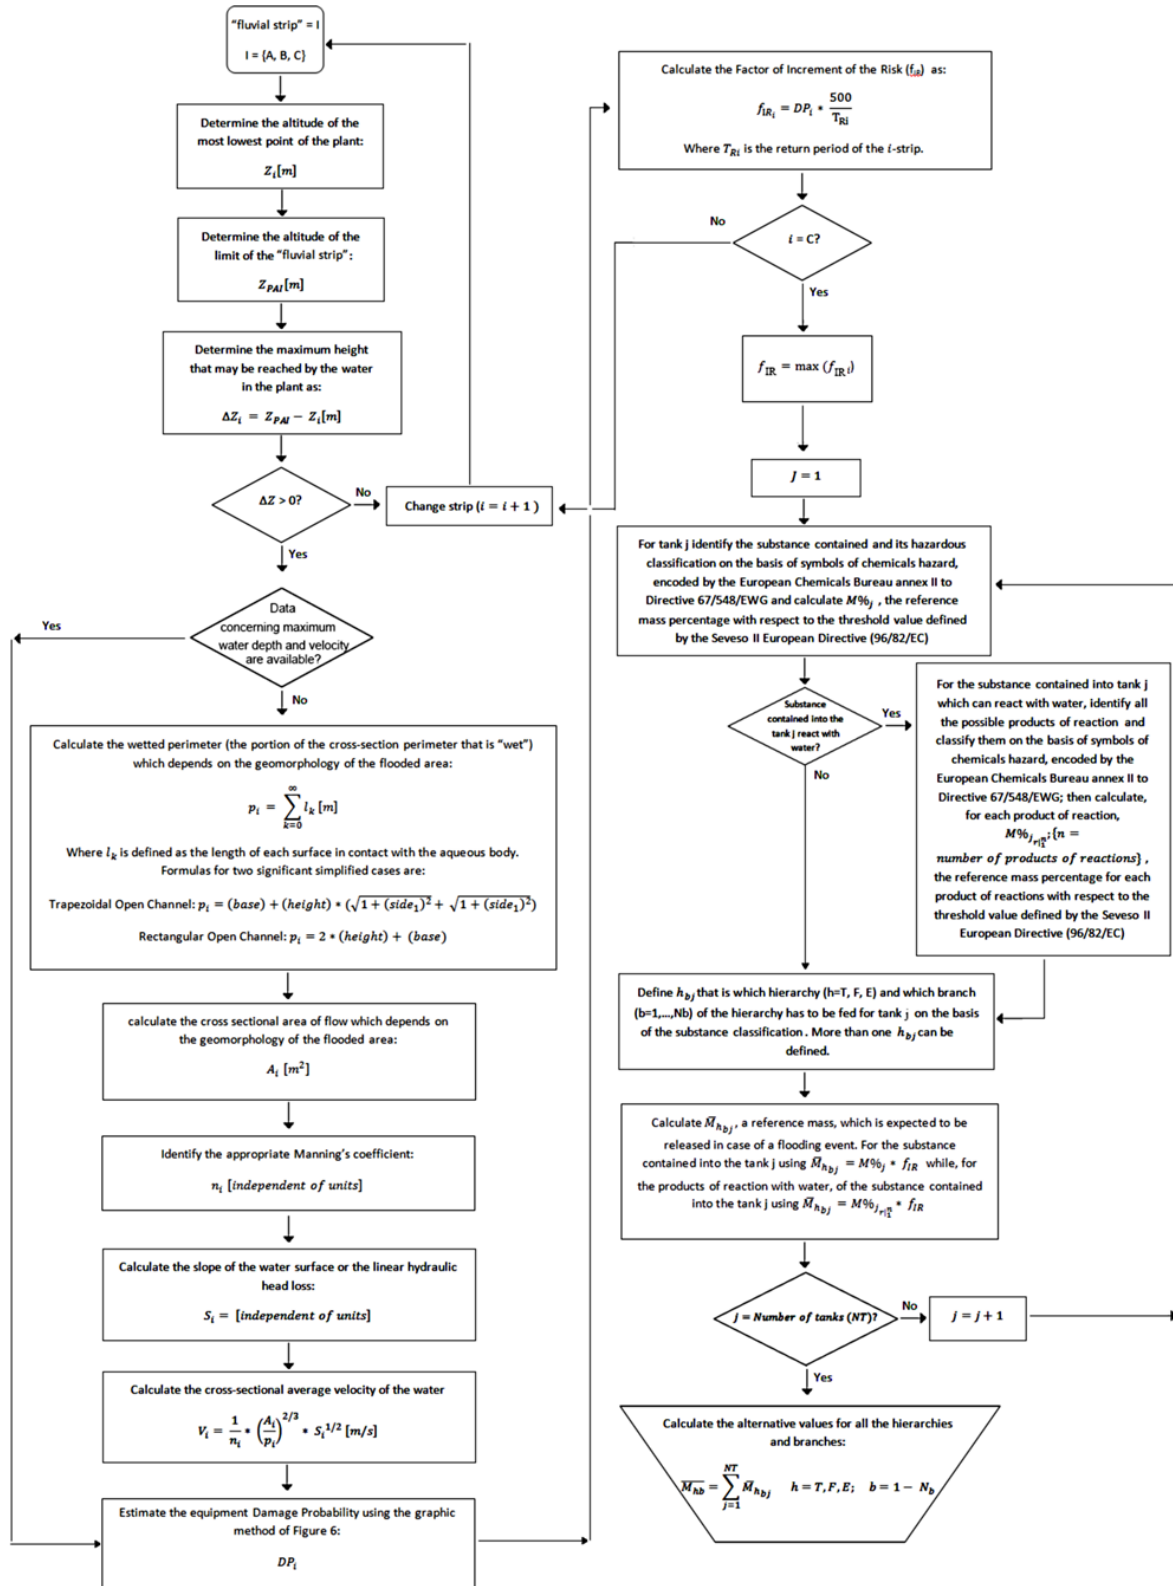 "fluvial strip" = I
I = {A, B, C}
Determine the altitude of the
most lowest point of the plant:
Z_i[m]
Determine the altitude of the
limit of the "fluvial strip":
Z_PAI[m]
Determine the maximum height
that may be reached by the water
in the plant as:
ΔZ_i = Z_PAI − Z_i[m]
ΔZ > 0?
No
Change strip (i = i + 1 )
Yes
Data
concerning maximum
water depth and velocity
are available?
Yes
No
Calculate the wetted perimeter (the portion of the cross-section perimeter that is "wet")
which depends on the geomorphology of the flooded area:
p_i = ∑_{k=0}^{∞} l_k [m]
Where l_k is defined as the length of each surface in contact with the aqueous body.
Formulas for two significant simplified cases are:
Trapezoidal Open Channel: p_i = (base) + (height) * (√(1 + (side_1)^2) + √(1 + (side_1)^2))
Rectangular Open Channel: p_i = 2 * (height) + (base)
calculate the cross sectional area of flow which depends on
the geomorphology of the flooded area:
A_i [m^2]
Identify the appropriate Manning's coefficient:
n_i [independent of units]
Calculate the slope of the water surface or the linear hydraulic
head loss:
S_i = [independent of units]
Calculate the cross-sectional average velocity of the water
V_i = 1/n_i * (A_i/p_i)^{2/3} * S_i^{1/2} [m/s]
Estimate the equipment Damage Probability using the graphic
method of Figure 6:
DP_i
Calculate the Factor of Increment of the Risk (f_IR) as:
f_IR_i = DP_i * 500/T_Ri
Where T_Ri is the return period of the i-strip.
No
i = C?
Yes
f_IR = max (f_IR i)
J = 1
For tank j identify the substance contained and its hazardous
classification on the basis of symbols of chemicals hazard,
encoded by the European Chemicals Bureau annex II to
Directive 67/548/EWG and calculate M%_j , the reference
mass percentage with respect to the threshold value defined
by the Seveso II European Directive (96/82/EC)
Substance
contained into the
tank j react with
water?
Yes
No
For the substance contained into tank j
which can react with water, identify all
the possible products of reaction and
classify them on the basis of symbols of
chemicals hazard, encoded by the
European Chemicals Bureau annex II to
Directive 67/548/EWG; then calculate,
for each product of reaction,
M%_{j_r|_1^n};{n =
number of products of reactions} ,
the reference mass percentage for each
product of reactions with respect to the
threshold value defined by the Seveso II
European Directive (96/82/EC)
Define h_bj that is which hierarchy (h=T, F, E) and which branch
(b=1,...,Nb) of the hierarchy has to be fed for tank j on the basis
of the substance classification. More than one h_bj can be
defined.
Calculate M̄_h_bj, a reference mass, which is expected to be
released in case of a flooding event. For the substance
contained into the tank j using M̄_h_bj = M%_j * f_IR while, for
the products of reaction with water, of the substance contained
into the tank j using M̄_h_bj = M%_{j_r|_1^n} * f_IR
j = Number of tanks (NT)?
No
j = j + 1
Yes
Calculate the alternative values for all the hierarchies
and branches:
M̄_hb = ∑_{j=1}^{NT} M̄_h_bj h = T, F, E; b = 1 − N_b